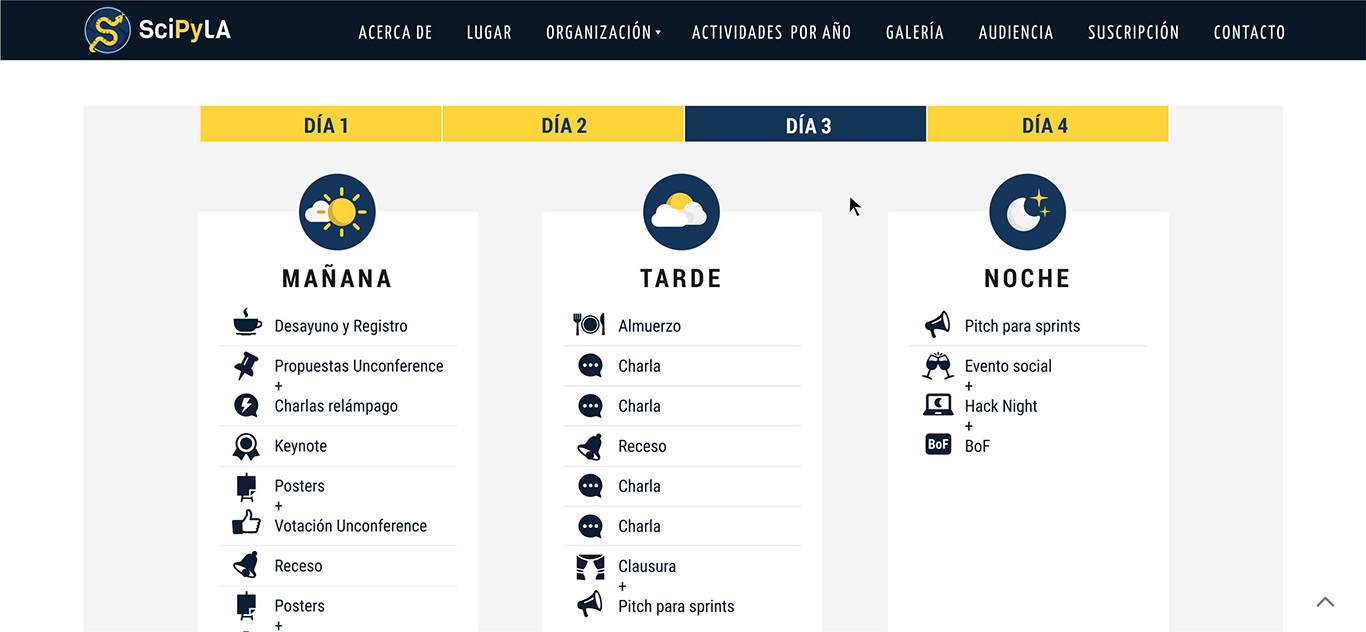 SciPyLA
ACERCA DE
LUGAR
ORGANIZACIÓN
ACTIVIDADES POR AÑO
GALERÍA
AUDIENCIA
SUSCRIPCIÓN
CONTACTO
DÍA 1
DÍA 2
DÍA 3
DÍA 4
MAÑANA
Desayuno y Registro
Propuestas Unconference
+
Charlas relámpago
Keynote
Posters
+
Votación Unconference
Receso
Posters
+
TARDE
Almuerzo
Charla
Charla
Receso
Charla
Charla
Clausura
+
Pitch para sprints
NOCHE
Pitch para sprints
Evento social
+
Hack Night
+
BoF
BoF